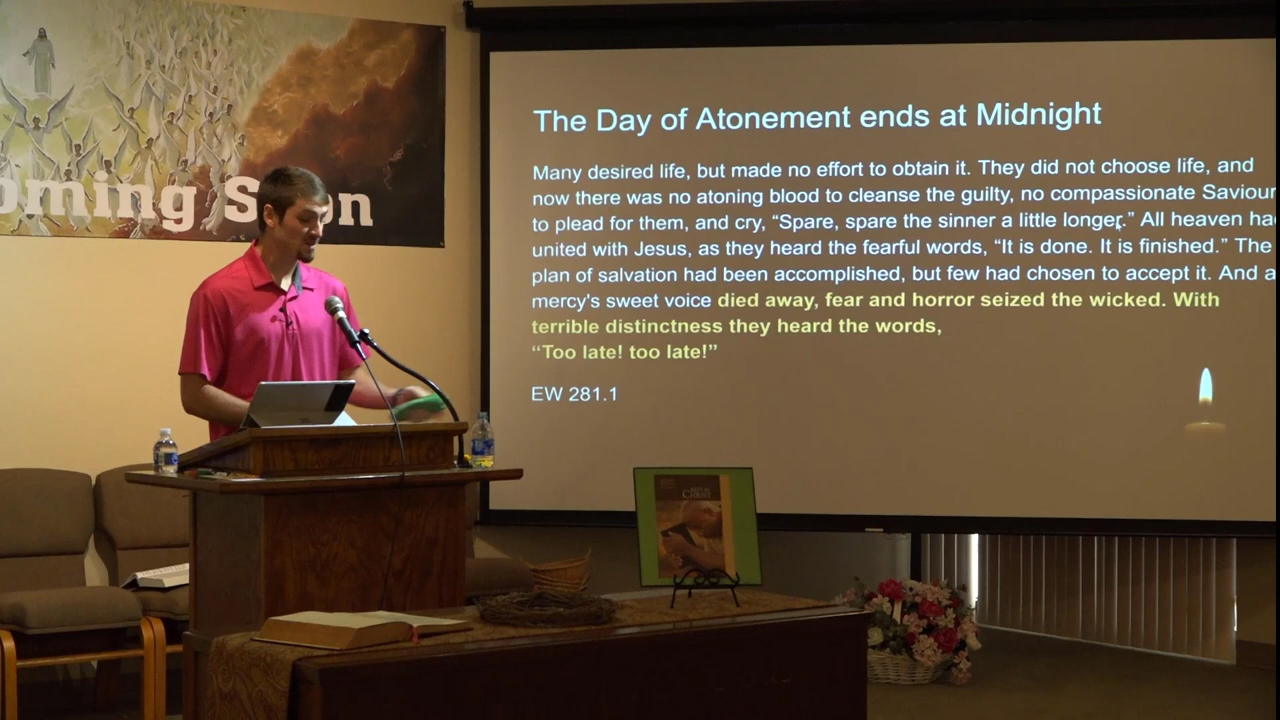 oming Soon
The Day of Atonement ends at Midnight
Many desired life, but made no effort to obtain it. They did not choose life, and
now there was no atoning blood to cleanse the guilty, no compassionate Saviour
to plead for them, and cry, “Spare, spare the sinner a little longer.” All heaven had
united with Jesus, as they heard the fearful words, “It is done. It is finished.” The
plan of salvation had been accomplished, but few had chosen to accept it. And a
mercy's sweet voice died away, fear and horror seized the wicked. With
terrible distinctness they heard the words,
“Too late! too late!”
EW 281.1
CHRIST